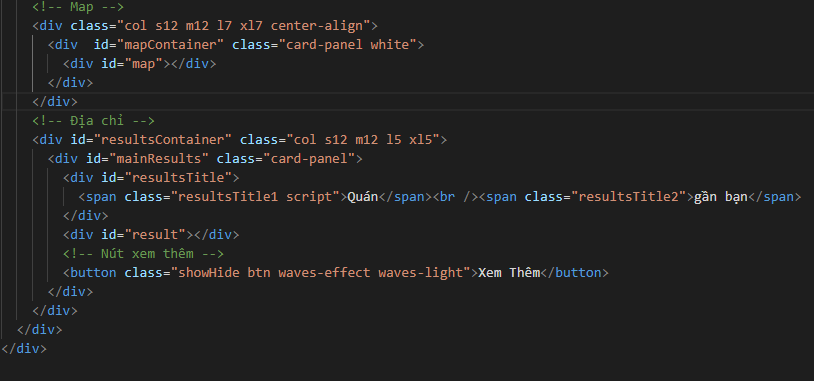 <!-- Map -->
<div class="col s12 m12 l7 xl7 center-align">
<div  id="mapContainer" class="card-panel white">
<div id="map"></div>
</div>
</div>
<!-- Địa chỉ -->
<div id="resultsContainer" class="col s12 m12 l5 xl5">
<div id="mainResults" class="card-panel">
<div id="resultsTitle">
<span class="resultsTitle1 script">Quán</span><br /><span class="resultsTitle2">gần bạn</span>
</div>
<div id="result"></div>
<!-- Nút xem thêm -->
<button class="showHide btn waves-effect waves-light">Xem Thêm</button>
</div>
</div>
</div>
</div>